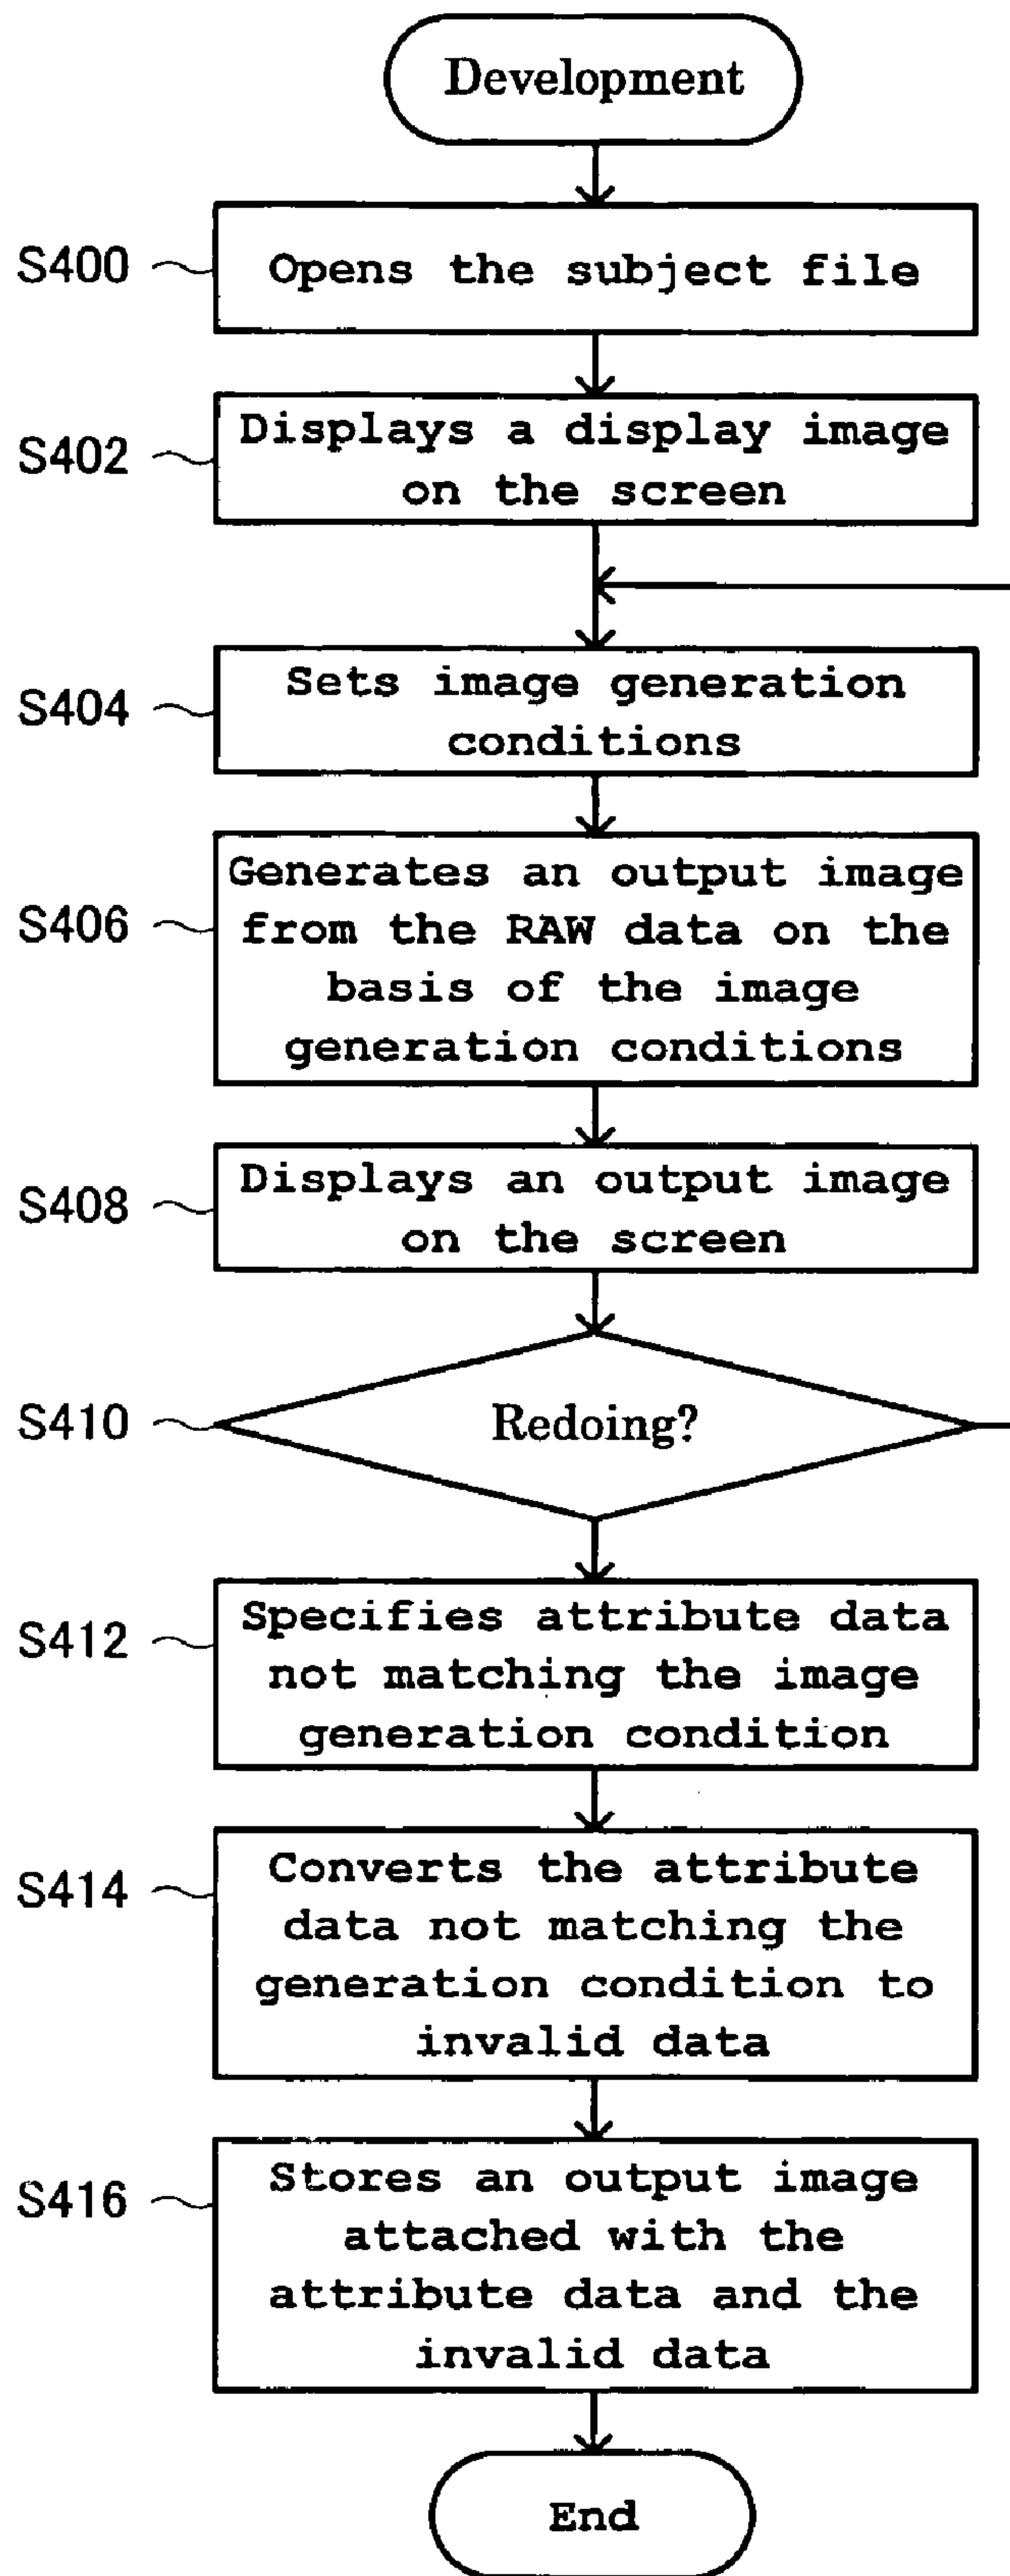 Development
S400
Opens the subject file
S402
Displays a display image
on the screen
S404
Sets image generation
conditions
S406
Generates an output image
from the RAW data on the
basis of the image
generation conditions
S408
Displays an output image
on the screen
S410
Redoing?
S412
Specifies attribute data
not matching the image
generation condition
S414
Converts the attribute
data not matching the
generation condition to
invalid data
S416
Stores an output image
attached with the
attribute data and the
invalid data
End